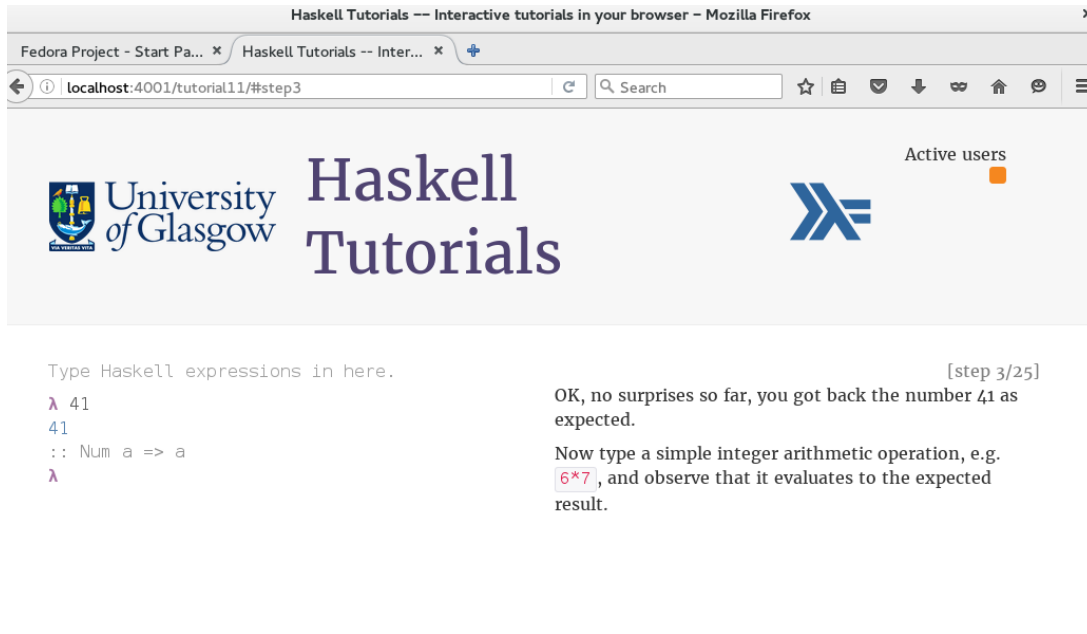 Haskell Tutorials -- Interactive tutorials in your browser – Mozilla Firefox
Fedora Project - Start Pa...
Haskell Tutorials -- Inter...
localhost:4001/tutorial11/#step3
Search
University
of Glasgow
VIA VERITAS VITA
Haskell
Tutorials
Active users
Type Haskell expressions in here.
λ 41
41
:: Num a => a
λ
[step 3/25]
OK, no surprises so far, you got back the number 41 as
expected.
Now type a simple integer arithmetic operation, e.g.
6*7, and observe that it evaluates to the expected
result.